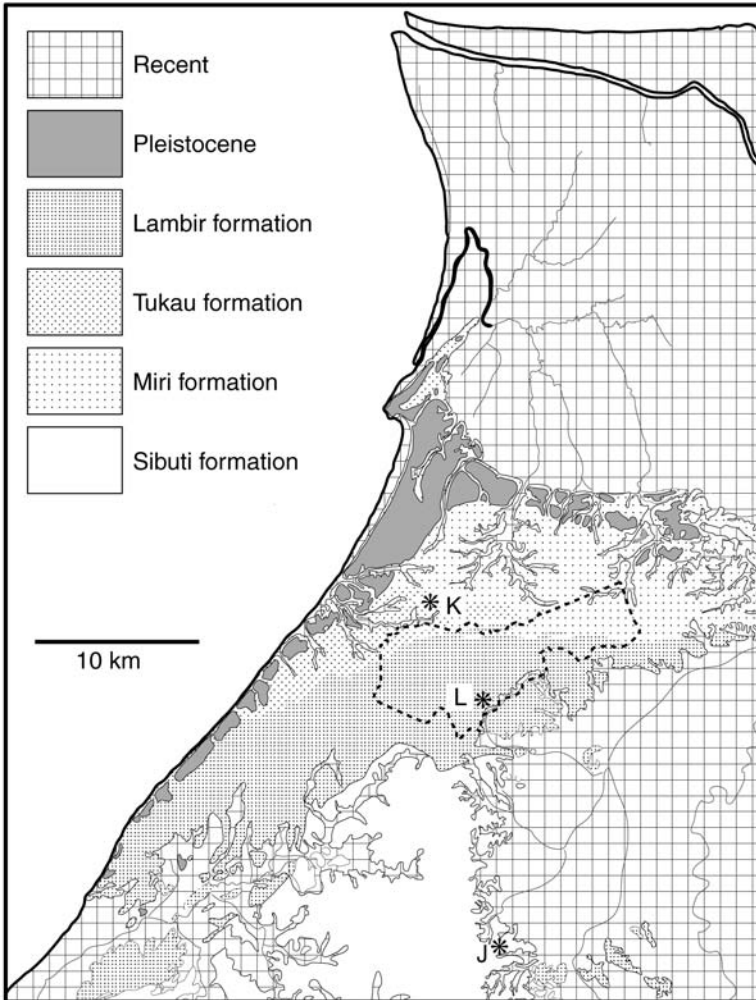 Recent
Pleistocene
Lambir formation
Tukau formation
Miri formation
Sibuti formation
K
10 km
L
J